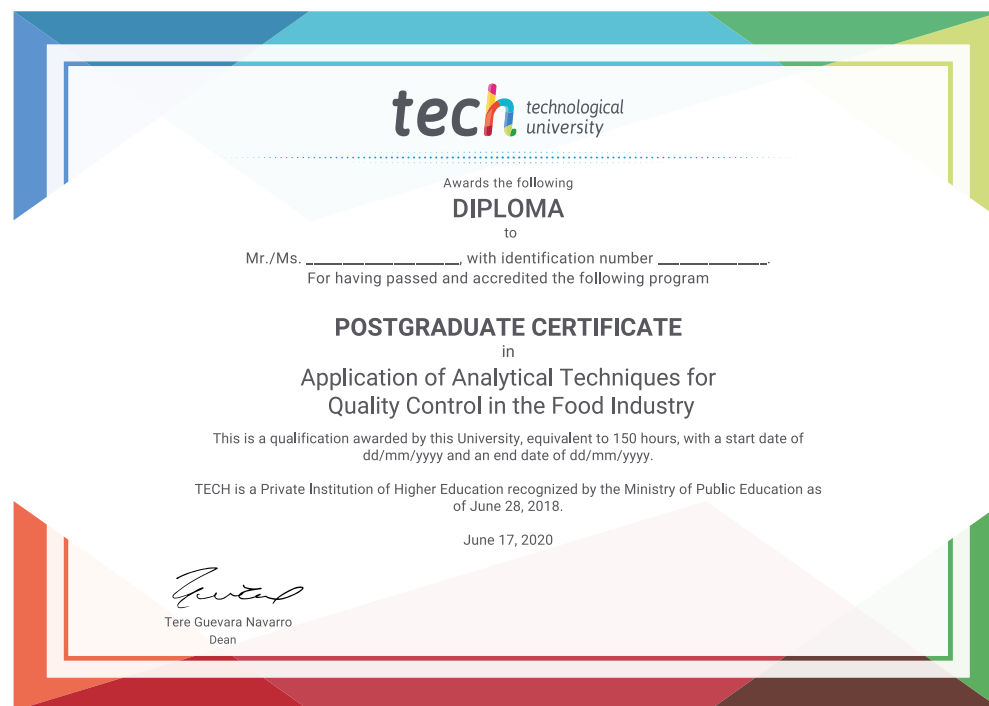 tech technological
university
Awards the following
DIPLOMA
to
Mr./Ms. ____________________, with identification number ______________.
For having passed and accredited the following program
POSTGRADUATE CERTIFICATE
in
Application of Analytical Techniques for
Quality Control in the Food Industry
This is a qualification awarded by this University, equivalent to 150 hours, with a start date of
dd/mm/yyyy and an end date of dd/mm/yyyy.
TECH is a Private Institution of Higher Education recognized by the Ministry of Public Education as
of June 28, 2018.
June 17, 2020
Tere Guevara Navarro
Dean